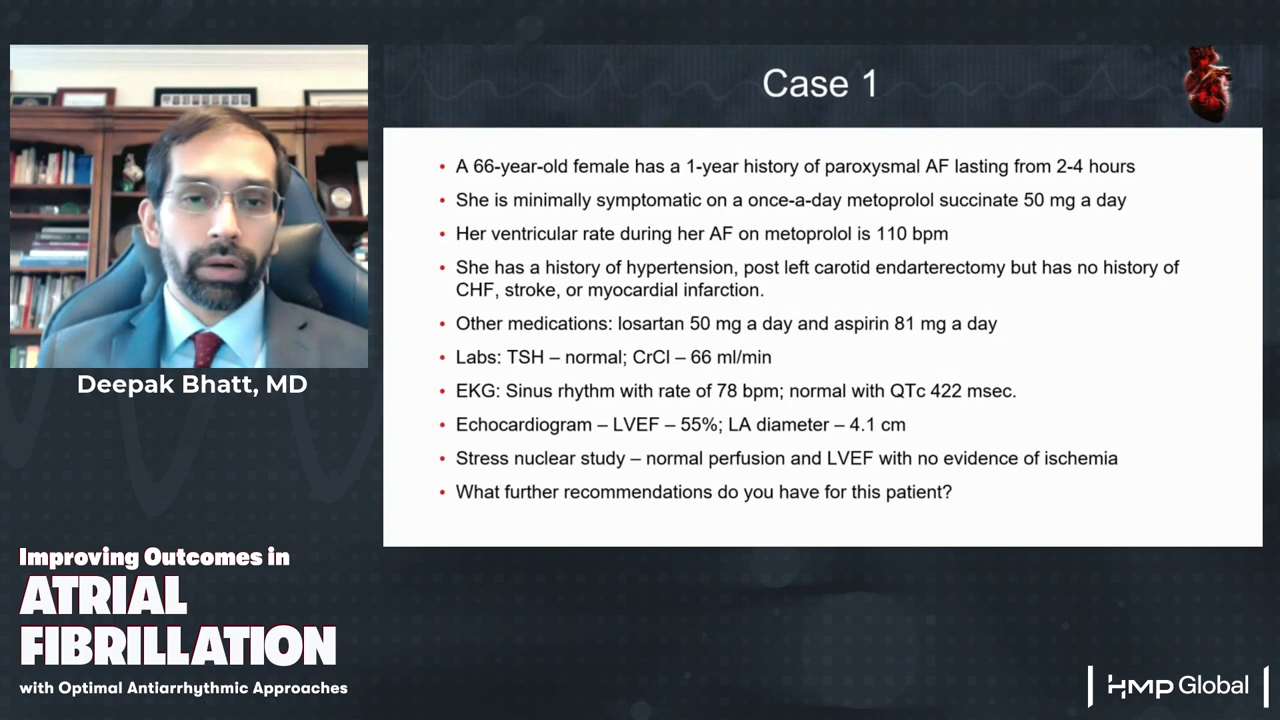 Case 1
• A 66-year-old female has a 1-year history of paroxysmal AF lasting from 2-4 hours
• She is minimally symptomatic on a once-a-day metoprolol succinate 50 mg a day
• Her ventricular rate during her AF on metoprolol is 110 bpm
• She has a history of hypertension, post left carotid endarterectomy but has no history of
CHF, stroke, or myocardial infarction.
• Other medications: losartan 50 mg a day and aspirin 81 mg a day
• Labs: TSH – normal; CrCl – 66 ml/min
• EKG: Sinus rhythm with rate of 78 bpm; normal with QTc 422 msec.
• Echocardiogram – LVEF – 55%; LA diameter – 4.1 cm
• Stress nuclear study – normal perfusion and LVEF with no evidence of ischemia
• What further recommendations do you have for this patient?
Deepak Bhatt, MD
Improving Outcomes in
ATRIAL
FIBRILLATION
with Optimal Antiarrhythmic Approaches
HMP Global